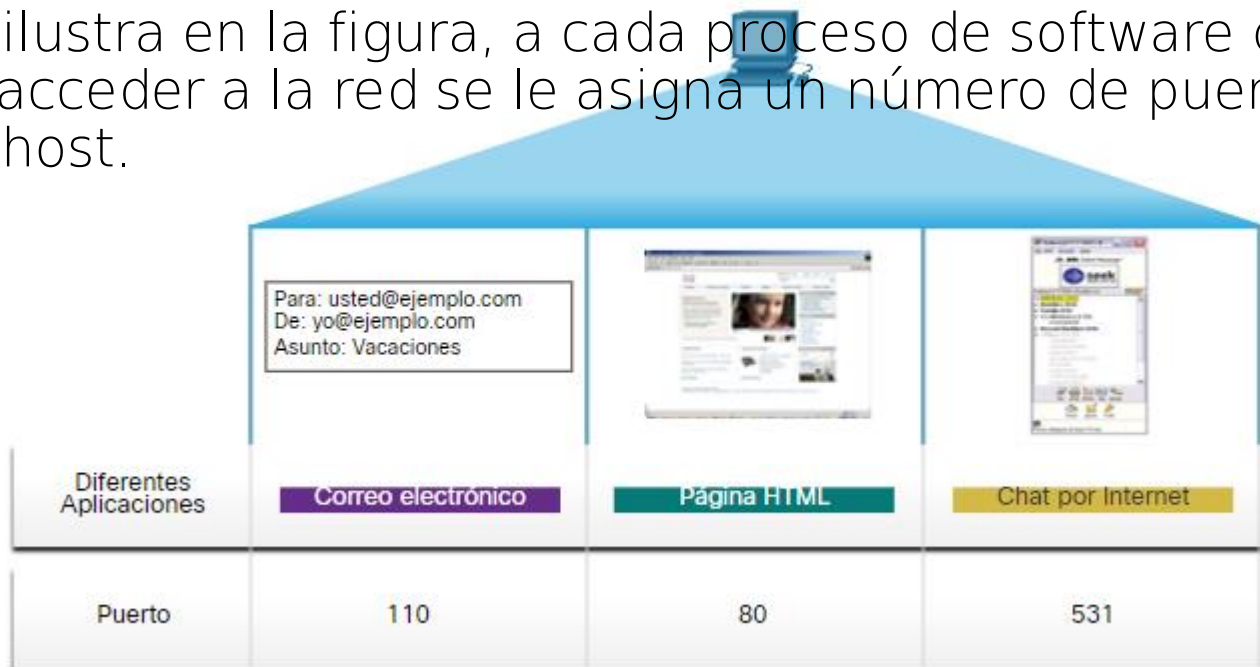 ilustra en la figura, a cada proceso de software
acceder a la red se le asigna un número de
host.
Para: usted@ejemplo.com
De: yo@ejemplo.com
Asunto: Vacaciones
seek
Diferentes
Aplicaciones
Correo electrónico
Página HTML
Chat por Internet
Puerto
110
80
531